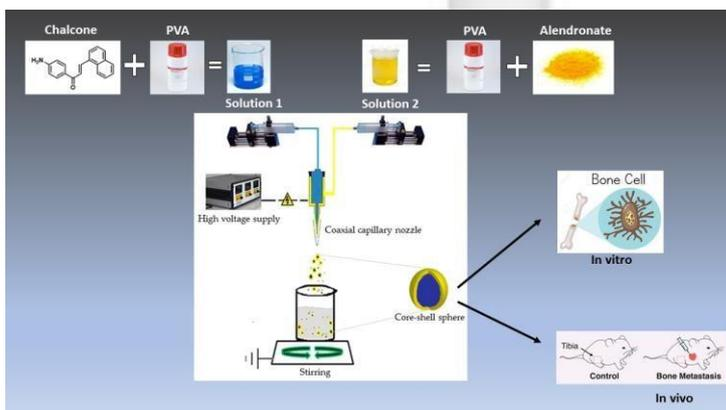 Chalcone
PVA
PVA
Alendronate
H₂N
O
Solution 1
Solution 2
High voltage supply
Coaxial capillary nozzle
Core-shell sphere
Stirring
Bone Cell
In vitro
Tibia
Control
Bone Metastasis
In vivo